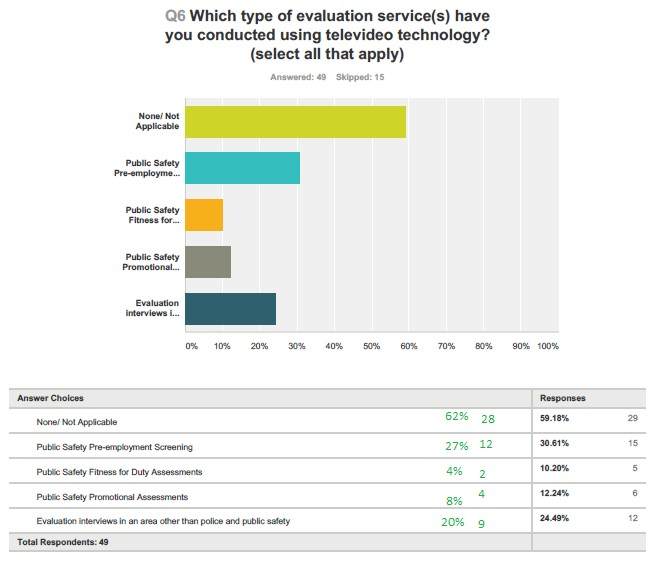 Q6 Which type of evaluation service(s) have
you conducted using televideo technology?
(select all that apply)
Answered: 49 Skipped: 15
None/ Not
Applicable
Public Safety
Pre-employme...
Public Safety
Fitness for...
Public Safety
Promotional...
Evaluation
interviews i...
0% 10% 20% 30% 40% 50% 60% 70% 80% 90% 100%
Answer Choices Responses
None/ Not Applicable 62% 28 59.18% 29
Public Safety Pre-employment Screening 27% 12 30.61% 15
Public Safety Fitness for Duty Assessments 4% 2 10.20% 5
Public Safety Promotional Assessments 8% 4 12.24% 6
Evaluation interviews in an area other than police and public safety 20% 9 24.49% 12
Total Respondents: 49